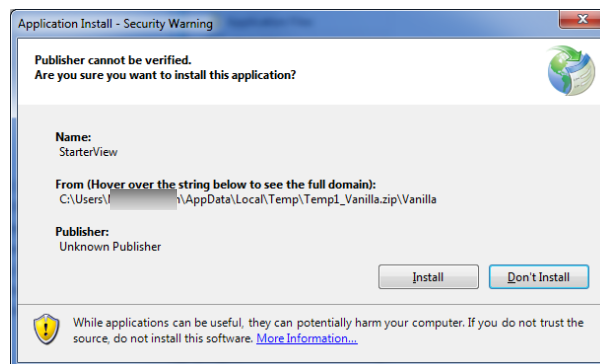 Application Install - Security Warning
Publisher cannot be verified.
Are you sure you want to install this application?
Name:
StarterView
From (Hover over the string below to see the full domain):
C:\Users\ \AppData\Local\Temp\Temp1_Vanilla.zip\Vanilla
Publisher:
Unknown Publisher
Install Don't Install
While applications can be useful, they can potentially harm your computer. If you do not trust the
source, do not install this software. More Information...